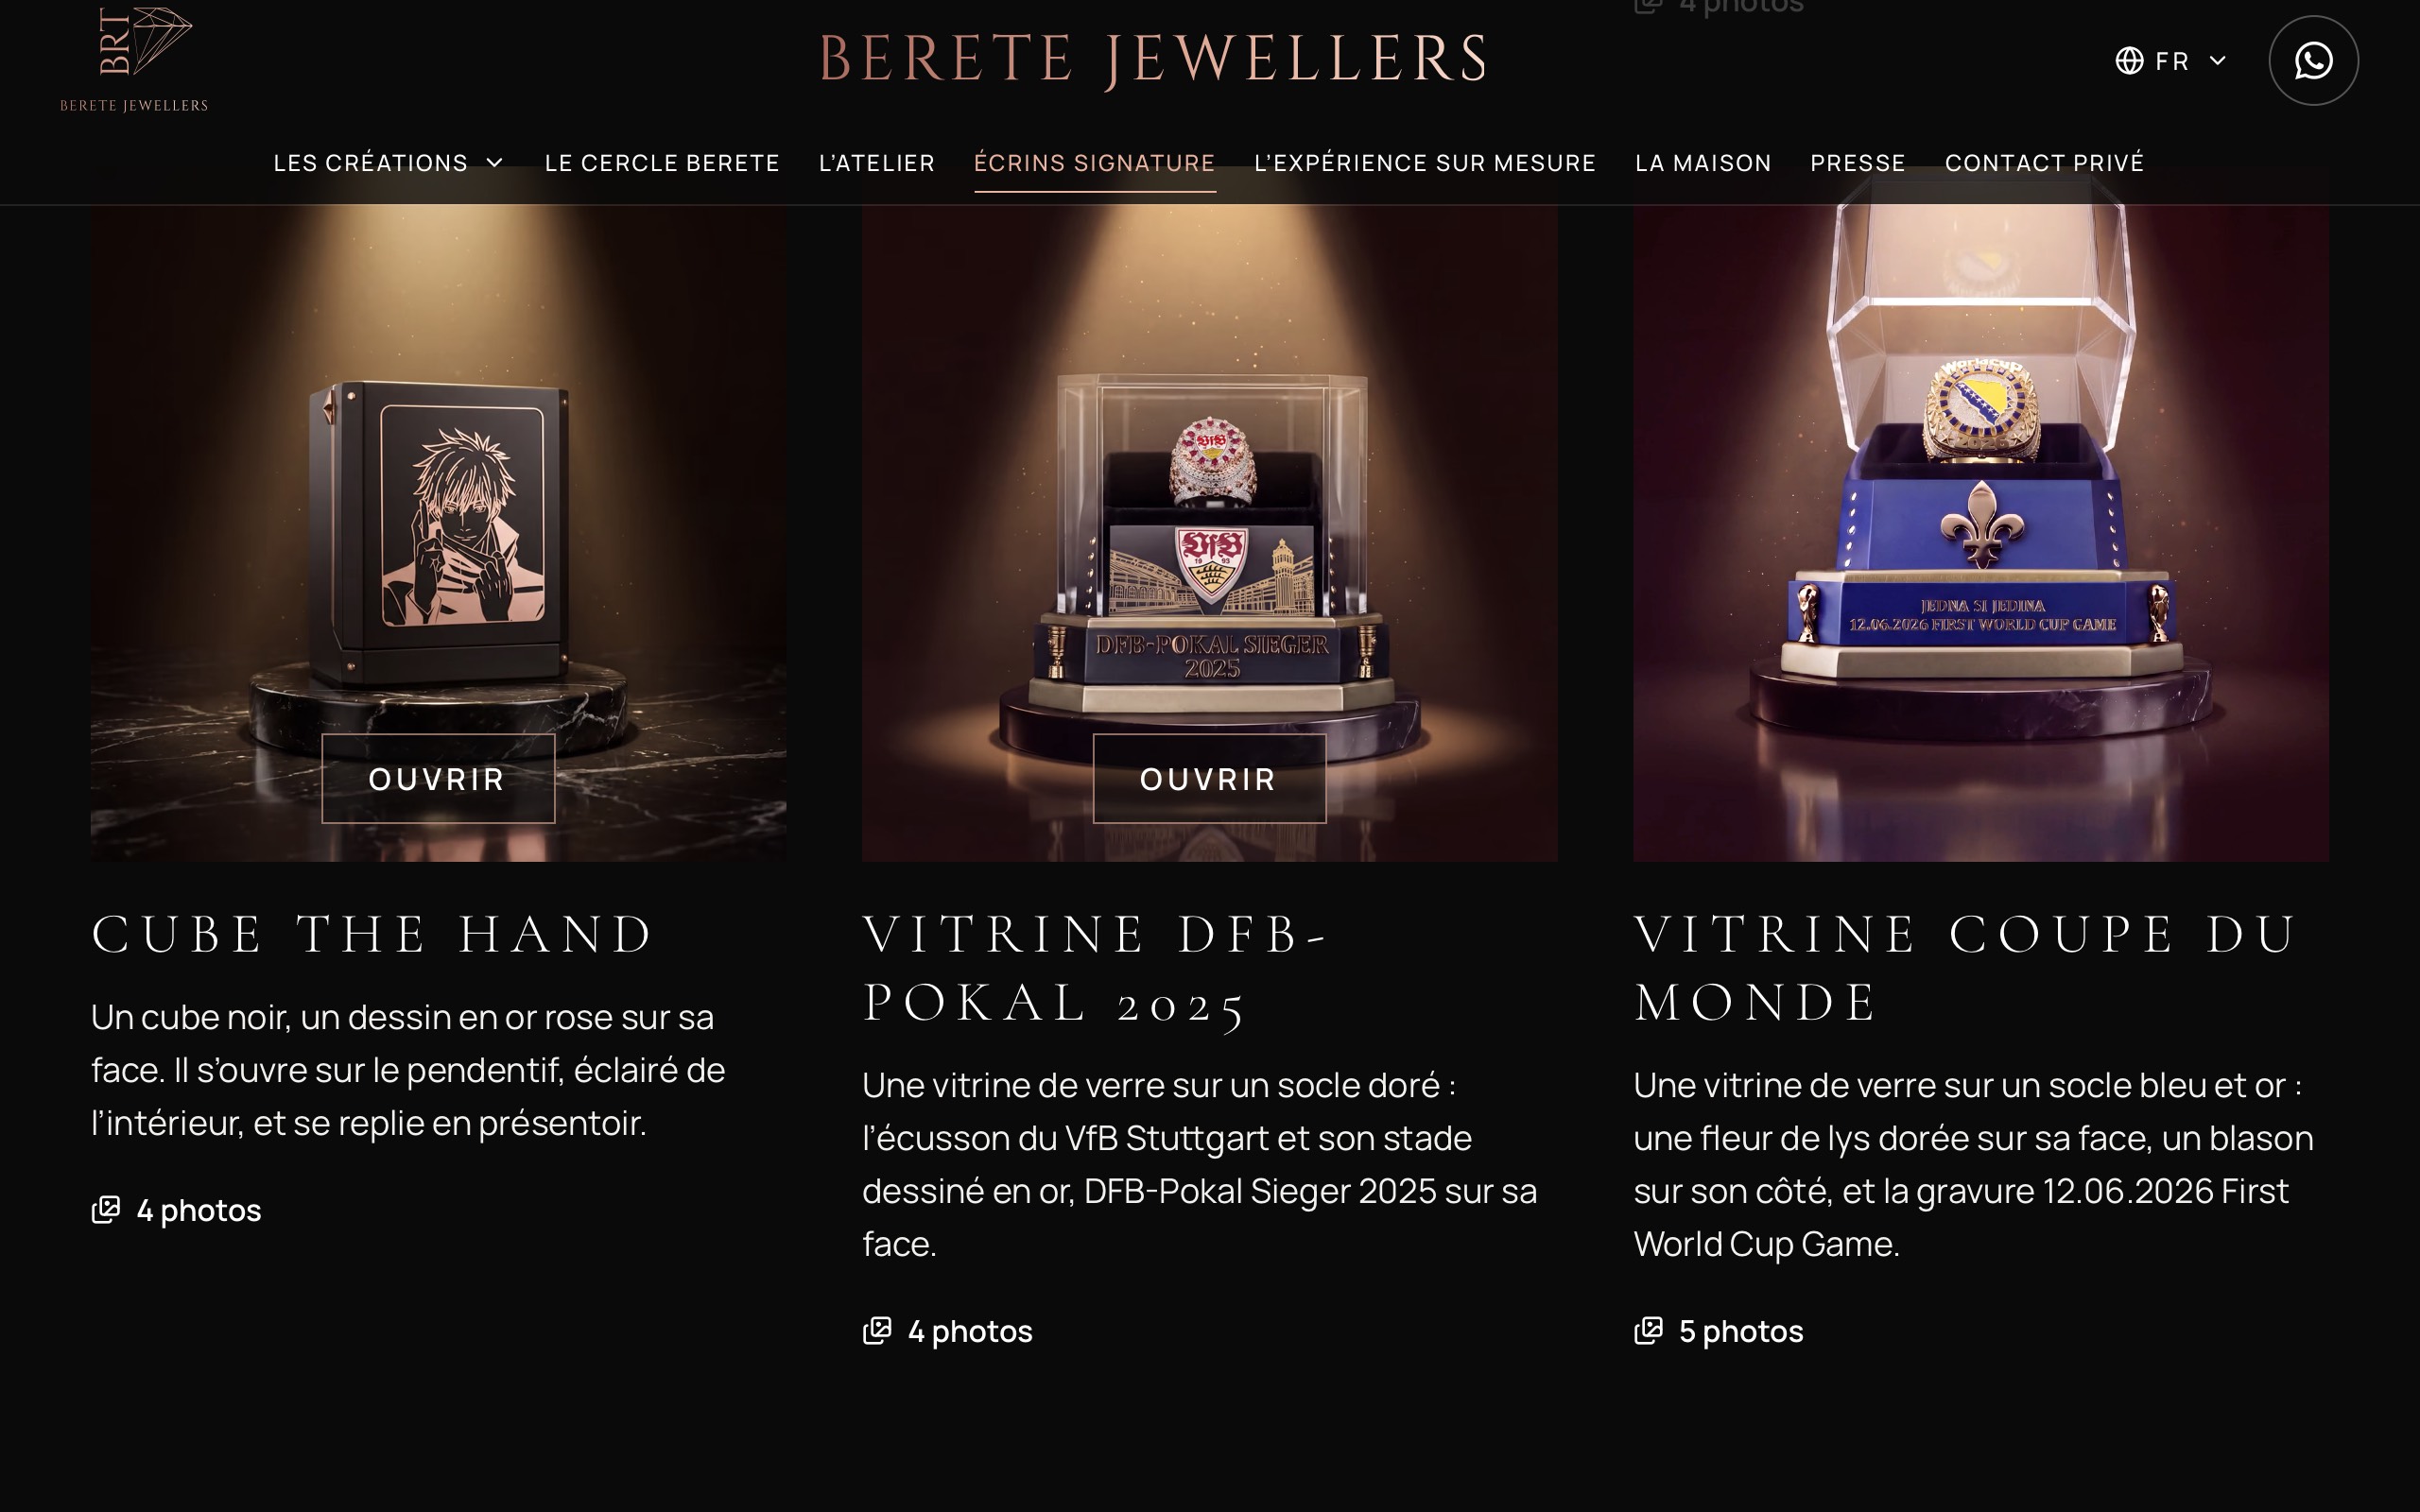 4 photos
BRT
BERETE JEWELLERS
BERETE JEWELLERS
FR
LES CRÉATIONS
LE CERCLE BERETE
L’ATELIER
ÉCRINS SIGNATURE
L’EXPÉRIENCE SUR MESURE
LA MAISON
PRESSE
CONTACT PRIVÉ
OUVRIR
CUBE THE HAND
Un cube noir, un dessin en or rose sur sa
face. Il s’ouvre sur le pendentif, éclairé de
l’intérieur, et se replie en présentoir.
4 photos
VfB
VfB
19 93
DFB-POKAL SIEGER
2025
OUVRIR
VITRINE DFB-
POKAL 2025
Une vitrine de verre sur un socle doré :
l’écusson du VfB Stuttgart et son stade
dessiné en or, DFB-Pokal Sieger 2025 sur sa
face.
4 photos
WorldCup
JEDNA SI JEDINA
12.06.2026 FIRST WORLD CUP GAME
VITRINE COUPE DU
MONDE
Une vitrine de verre sur un socle bleu et or :
une fleur de lys dorée sur sa face, un blason
sur son côté, et la gravure 12.06.2026 First
World Cup Game.
5 photos